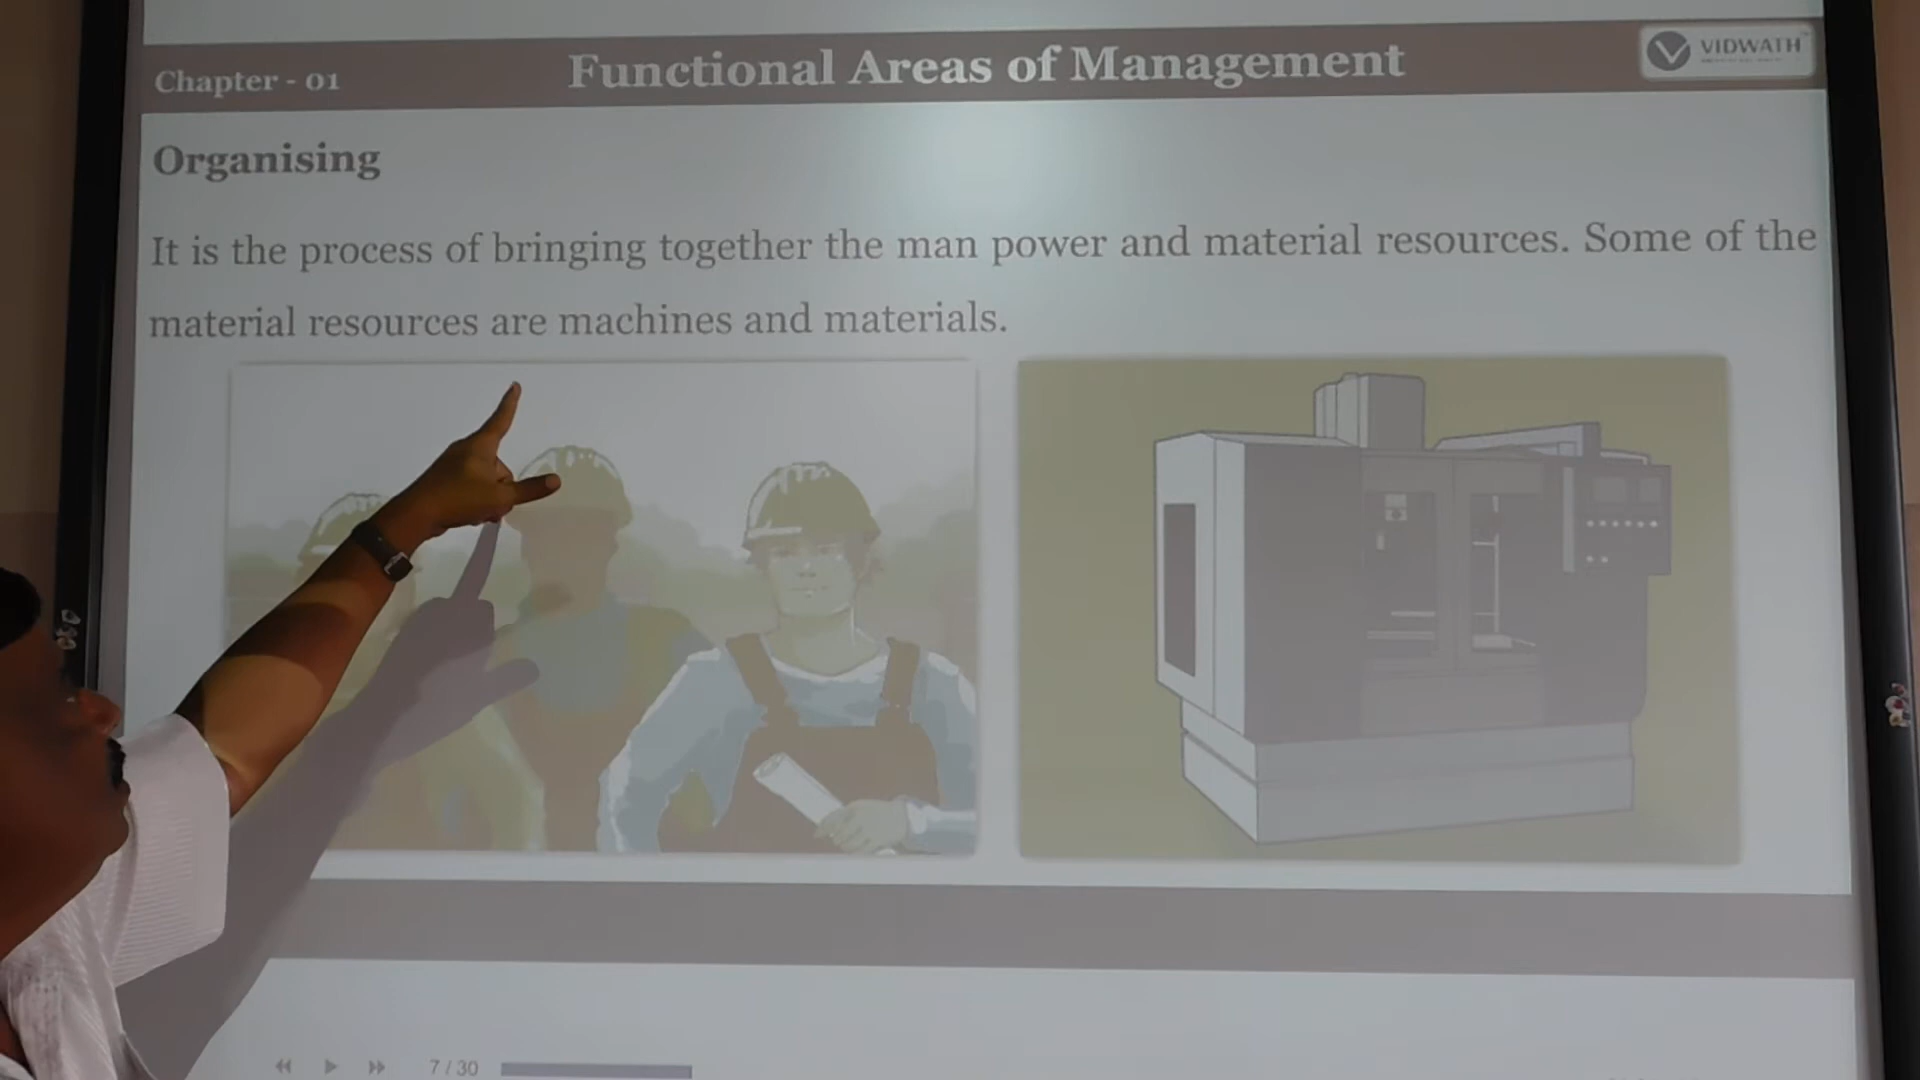 Chapter - 01
Functional Areas of Management
VIDWATH
Organising
It is the process of bringing together the man power and material resources. Some of the
material resources are machines and materials.
7 / 30